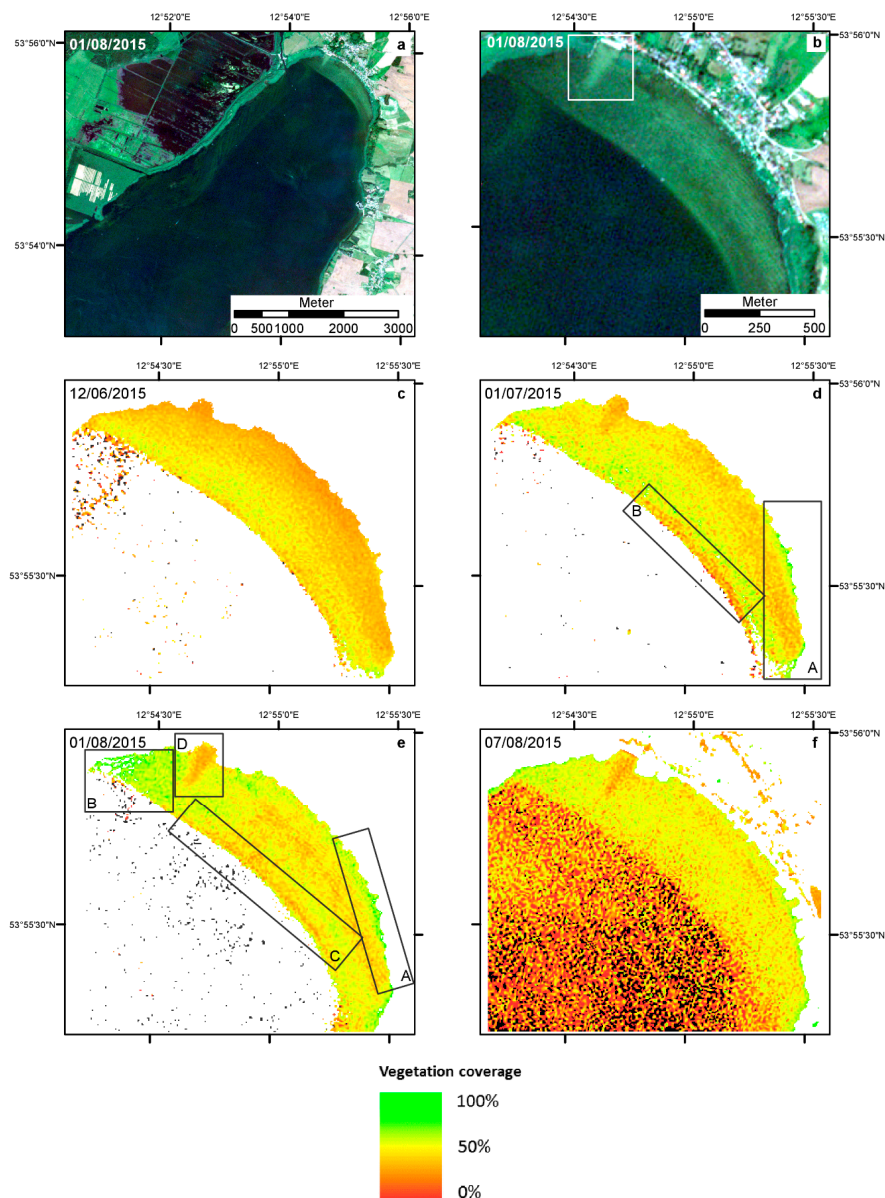 12°52'0"E 12°54'0"E 12°56'0"E
12°54'30"E 12°55'0"E 12°55'30"E
53°56'0"N
01/08/2015 a
01/08/2015 b
53°56'0"N
53°54'0"N
53°55'30"N
Meter
0 500 1000 2000 3000
Meter
0 250 500
12°54'30"E 12°55'0"E 12°55'30"E
12°54'30"E 12°55'0"E 12°55'30"E
12/06/2015 c
01/07/2015 d
53°56'0"N
B
53°55'30"N
53°55'30"N
A
12°54'30"E 12°55'0"E 12°55'30"E
12°54'30"E 12°55'0"E 12°55'30"E
01/08/2015 D e
07/08/2015 f
53°56'0"N
B
53°55'30"N
53°55'30"N
C
A
Vegetation coverage
100%
50%
0%